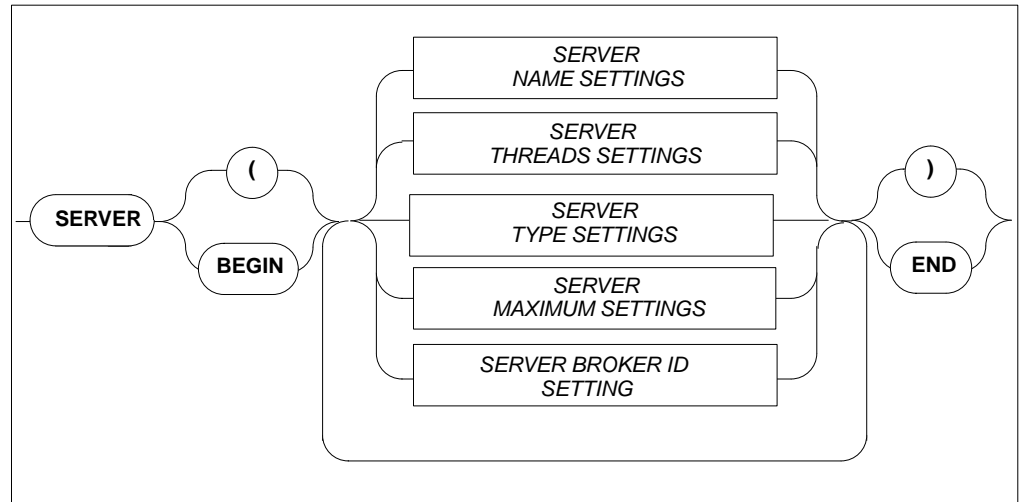 SERVER
NAME SETTINGS
SERVER
THREADS SETTINGS
(
)
SERVER
SERVER
TYPE SETTINGS
BEGIN
END
SERVER
MAXIMUM SETTINGS
SERVER BROKER ID
SETTING